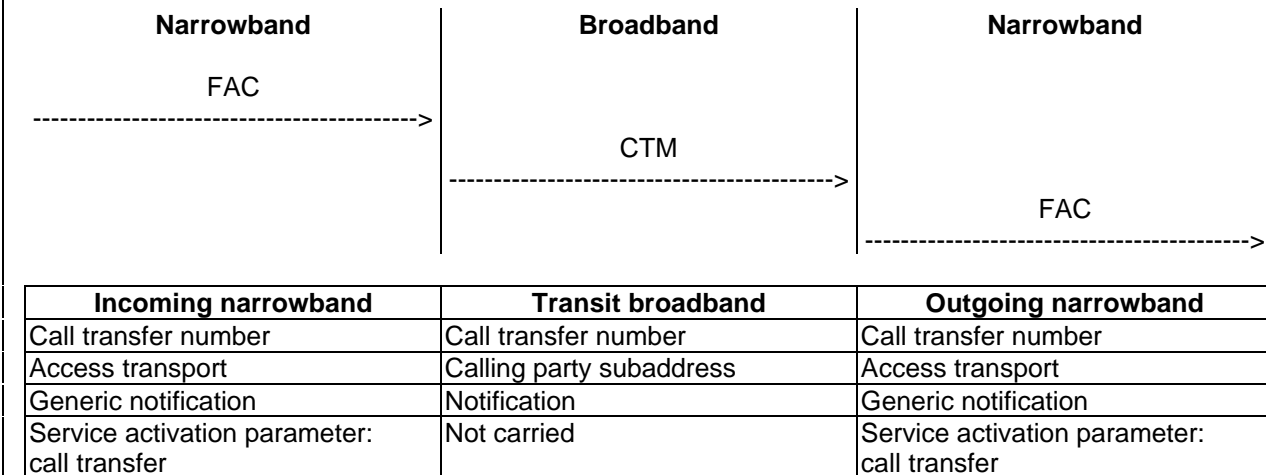 Narrowband Broadband Narrowband
FAC
------------------------------------------->
CTM
------------------------------------------->
FAC
------------------------------------------->
Incoming narrowband Transit broadband Outgoing narrowband
Call transfer number Call transfer number Call transfer number
Access transport Calling party subaddress Access transport
Generic notification Notification Generic notification
Service activation parameter: Not carried Service activation parameter:
call transfer call transfer